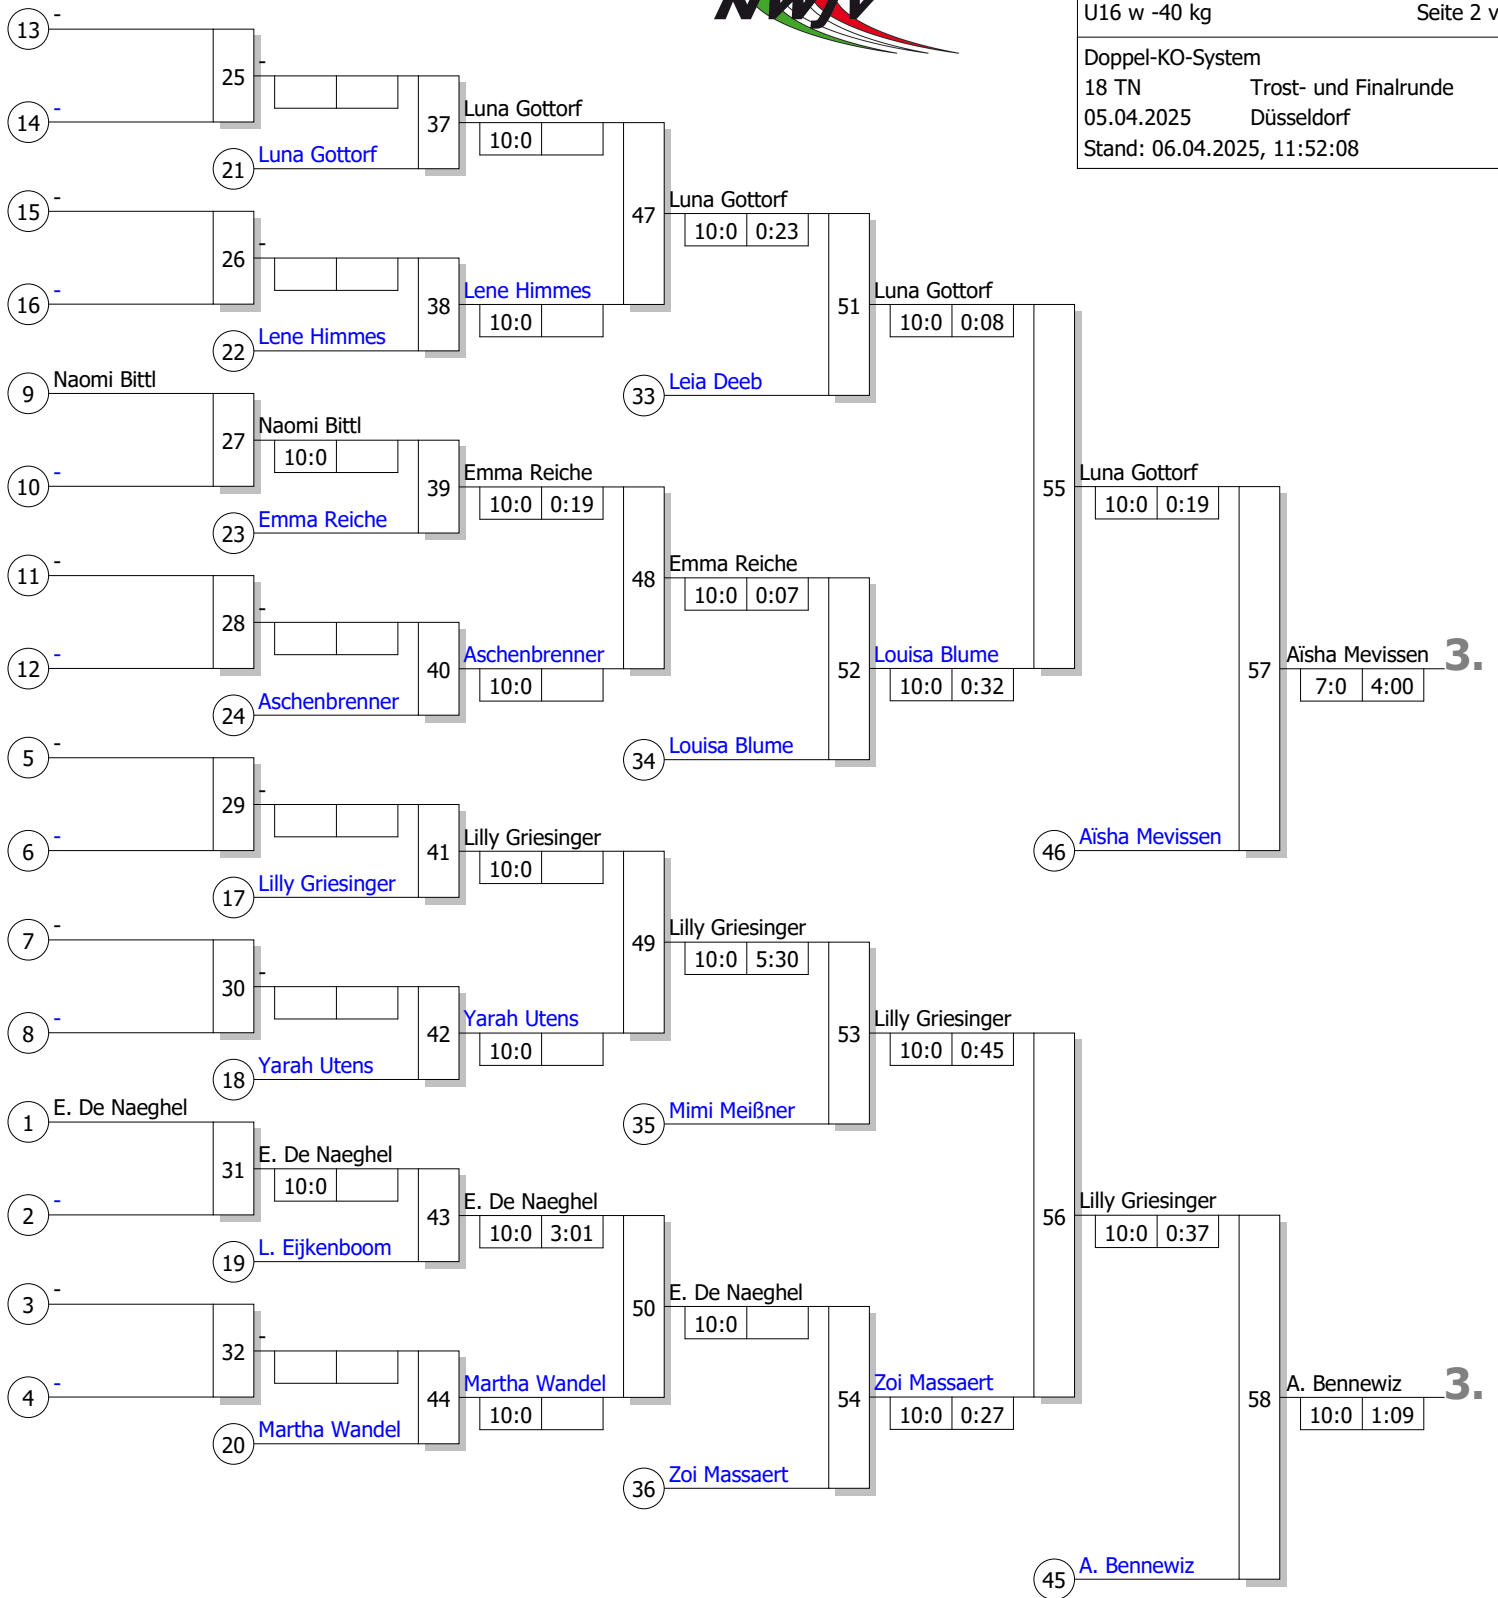 NWJV
U16 w -40 kg Seite 2 v
Doppel-KO-System
18 TN Trost- und Finalrunde
05.04.2025 Düsseldorf
Stand: 06.04.2025, 11:52:08
13 -
25 -
14 -
37 Luna Gottorf
10:0
21 Luna Gottorf
15 -
47 Luna Gottorf
10:0 0:23
26 -
16 -
38 Lene Himmes
10:0
22 Lene Himmes
51 Luna Gottorf
10:0 0:08
33 Leia Deeb
9 Naomi Bittl
27 Naomi Bittl
10:0
10 -
39 Emma Reiche
10:0 0:19
23 Emma Reiche
55 Luna Gottorf
10:0 0:19
11 -
48 Emma Reiche
10:0 0:07
28 -
12 -
40 Aschenbrenner
10:0
24 Aschenbrenner
52 Louisa Blume
10:0 0:32
34 Louisa Blume
57 Aïsha Mevissen 3.
7:0 4:00
46 Aïsha Mevissen
5 -
29 -
6 -
41 Lilly Griesinger
10:0
17 Lilly Griesinger
7 -
49 Lilly Griesinger
10:0 5:30
30 -
8 -
42 Yarah Utens
10:0
18 Yarah Utens
53 Lilly Griesinger
10:0 0:45
35 Mimi Meißner
1 E. De Naeghel
31 E. De Naeghel
10:0
2 -
43 E. De Naeghel
10:0 3:01
19 L. Eijkenboom
56 Lilly Griesinger
10:0 0:37
3 -
50 E. De Naeghel
10:0
32 -
4 -
44 Martha Wandel
10:0
20 Martha Wandel
54 Zoi Massaert
10:0 0:27
36 Zoi Massaert
58 A. Bennewiz 3.
10:0 1:09
45 A. Bennewiz